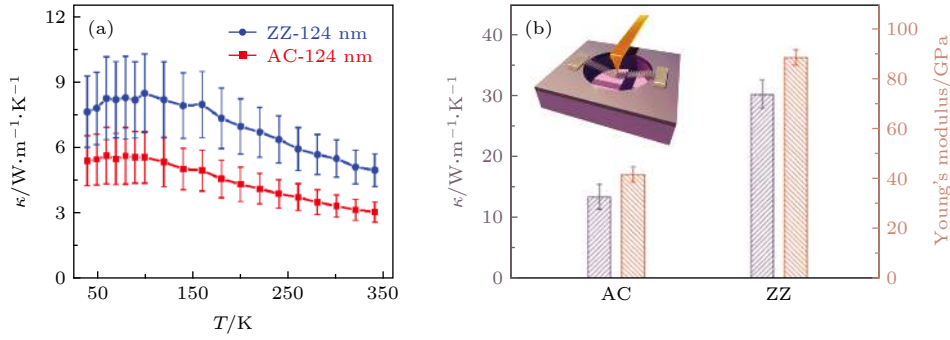 (a)
ZZ-124 nm
AC-124 nm
12
9
6
3
0
κ/W·m⁻¹·K⁻¹
50
150
250
350
T/K
(b)
40
30
20
10
0
κ/W·m⁻¹·K⁻¹
AC
ZZ
100
80
60
40
20
0
Young's modulus/GPa